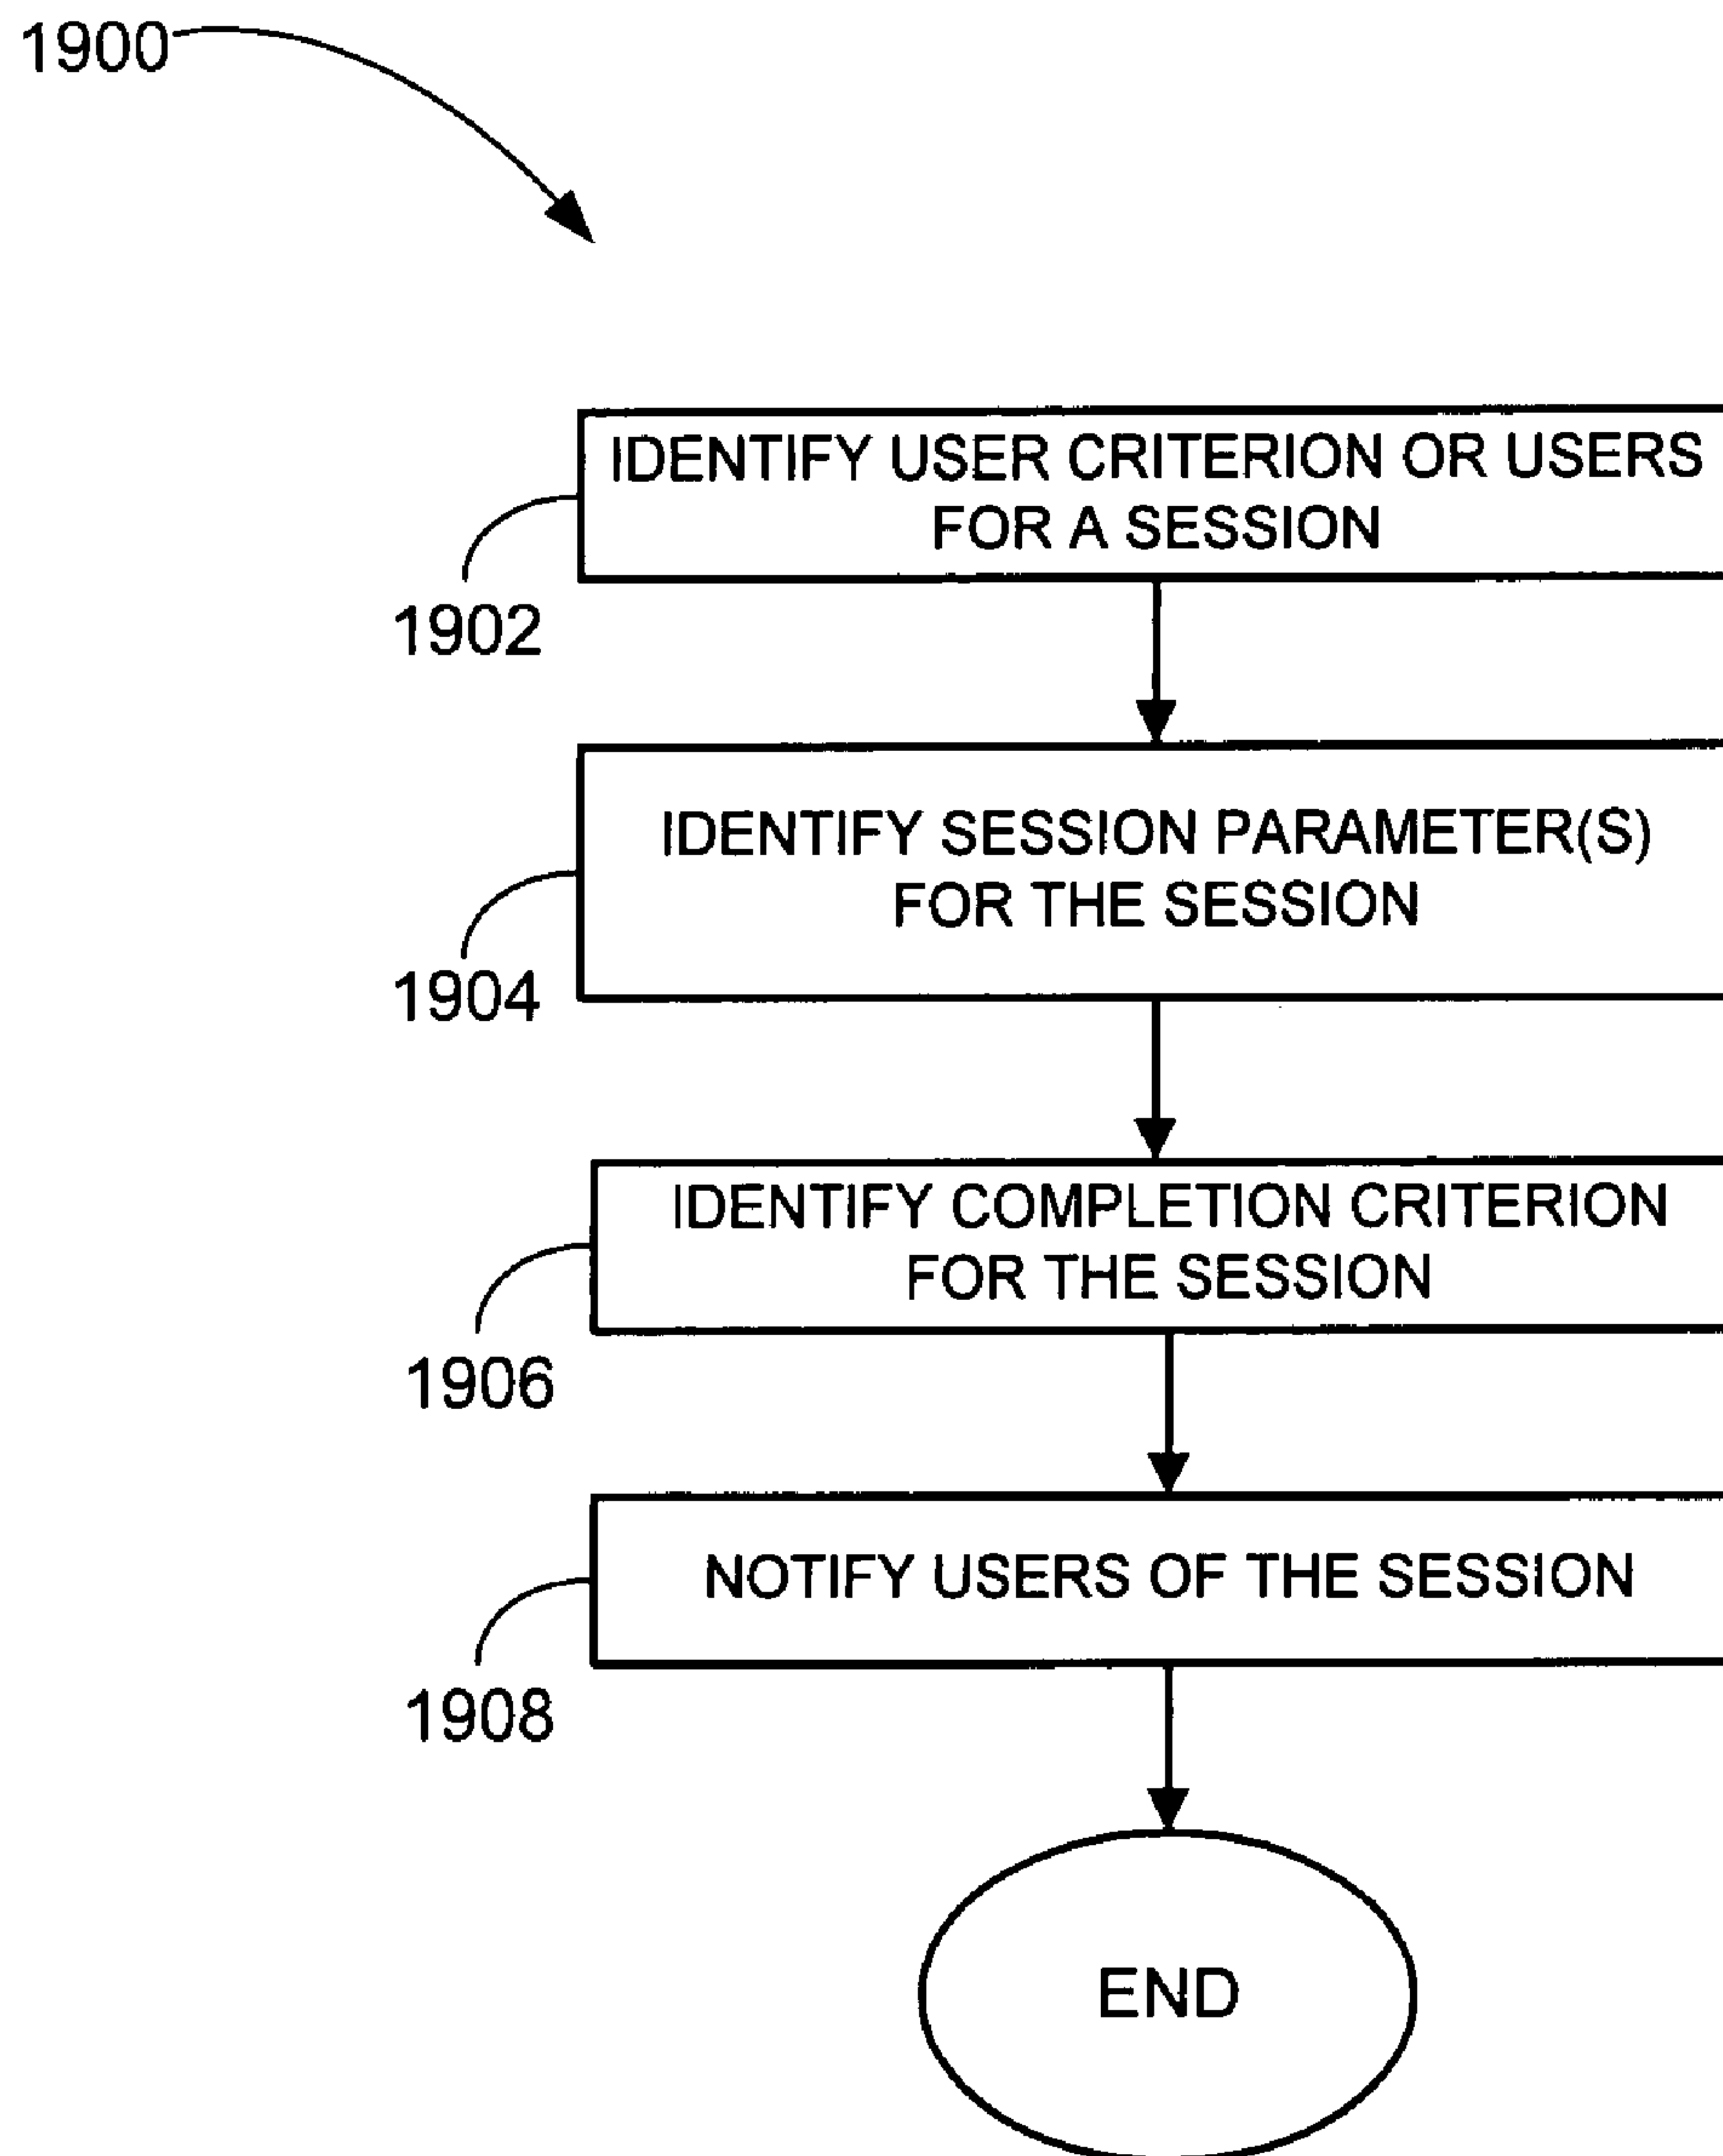 1900
IDENTIFY USER CRITERION OR USERS
FOR A SESSION
1902
IDENTIFY SESSION PARAMETER(S)
FOR THE SESSION
1904
IDENTIFY COMPLETION CRITERION
FOR THE SESSION
1906
NOTIFY USERS OF THE SESSION
1908
END